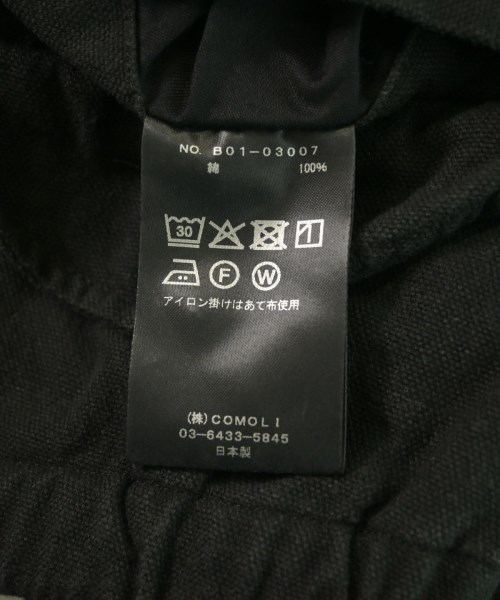 NO. B01-03007
綿 100%
30
F W
アイロン掛けはあて布使用
(株)COMOLI
03-6433-5845
日本製